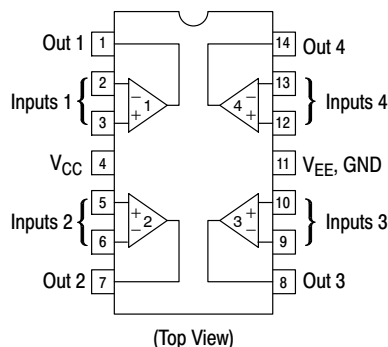 Out 1 1 14 Out 4
2 13
Inputs 1 { − 1 4 − } Inputs 4
3 + + 12
VCC 4 11 VEE, GND
5 + + 10
Inputs 2 { 2 3 } Inputs 3
6 − − 9
Out 2 7 8 Out 3
(Top View)